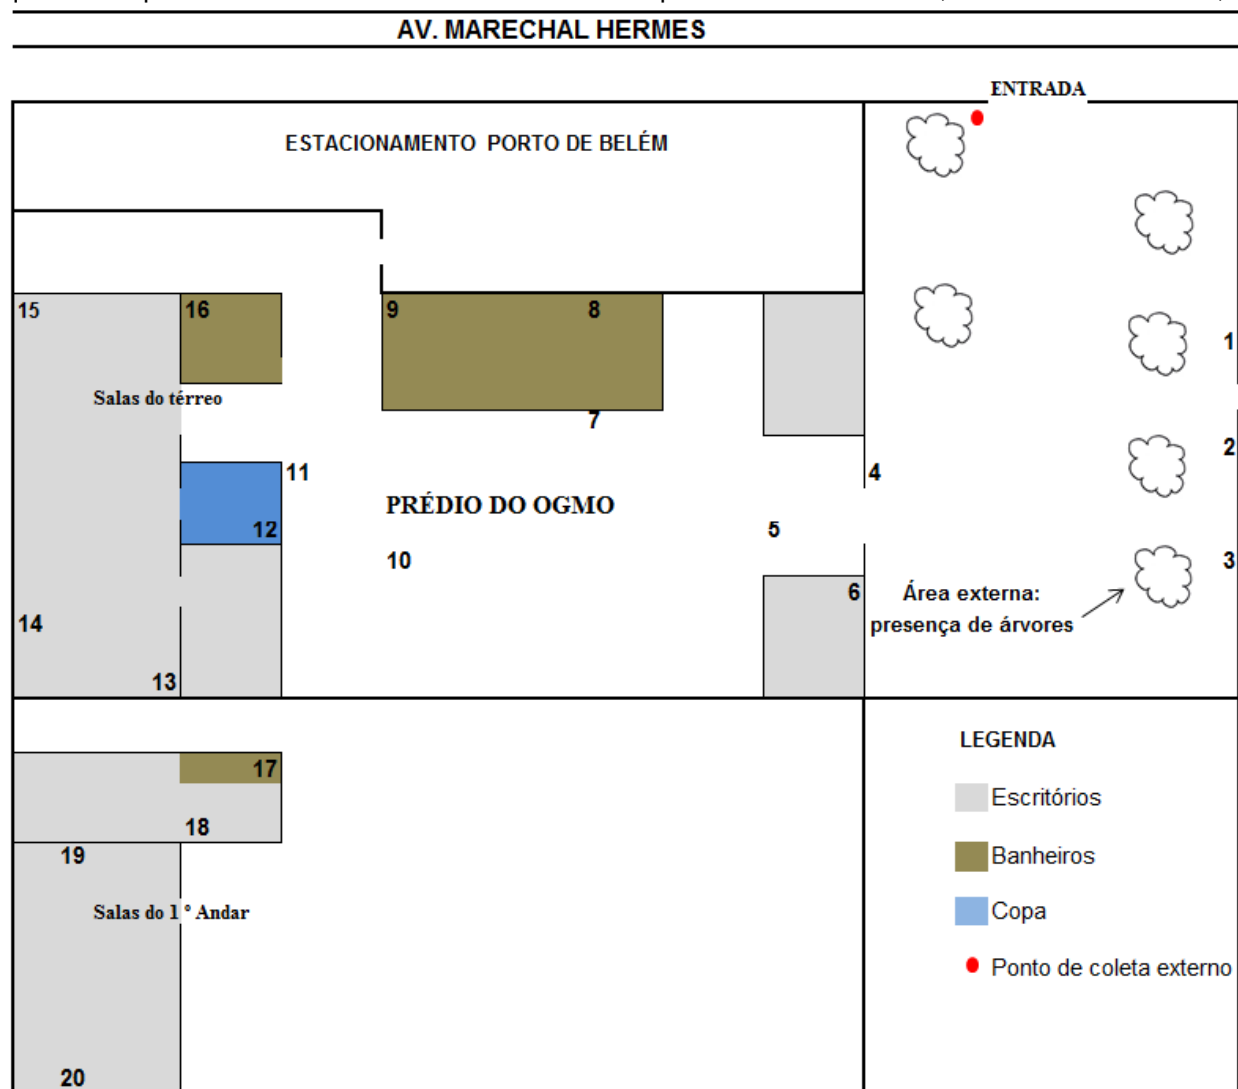 AV. MARECHAL HERMES
ENTRADA
ESTACIONAMENTO PORTO DE BELÉM
15
16
9
8
1
Salas do térreo
7
2
11
4
PRÉDIO DO OGMO
12
5
10
3
6
Área externa:
presença de árvores
14
13
LEGENDA
17
Escritórios
18
19
Banheiros
Salas do 1 º Andar
Copa
Ponto de coleta externo
20